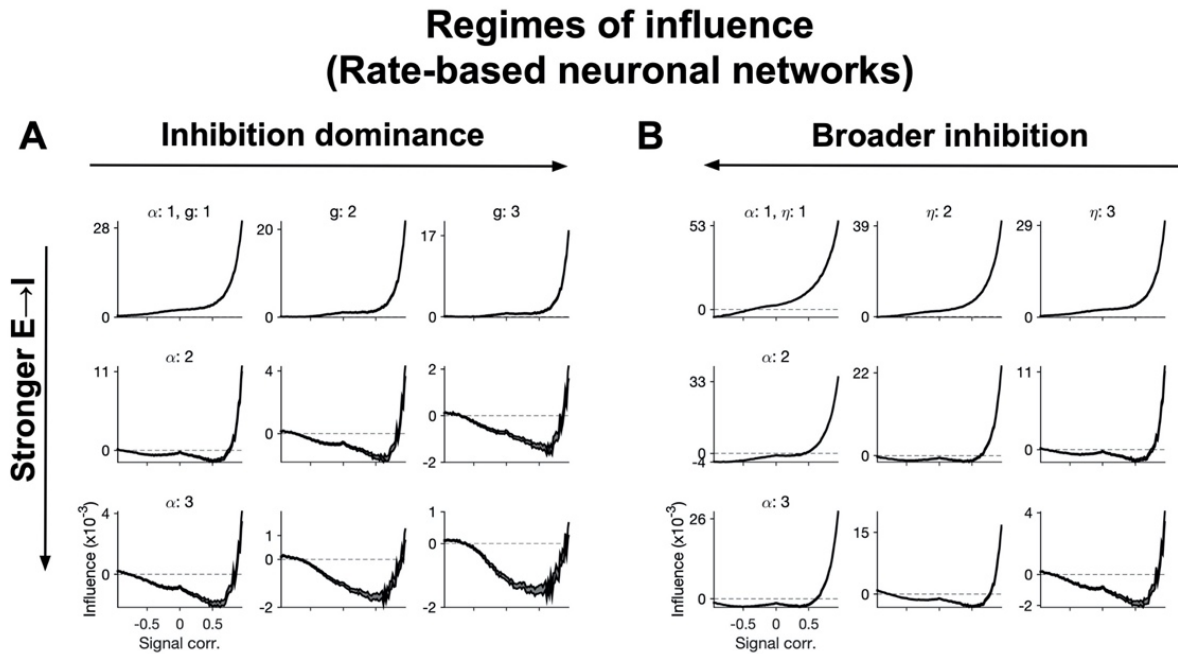 Regimes of influence
(Rate-based neuronal networks)
A
Inhibition dominance
Stronger E→I
α: 1, g: 1
28
0
g: 2
20
0
g: 3
17
0
α: 2
11
0
4
0
2
0
-2
α: 3
Influence (x10⁻³)
4
0
-2
-0.5
0
0.5
Signal corr.
1
0
-2
1
0
-2
B
Broader inhibition
α: 1, η: 1
53
0
η: 2
39
0
η: 3
29
0
α: 2
33
0
-4
22
0
11
0
α: 3
Influence (x10⁻³)
26
0
-0.5
0
0.5
Signal corr.
15
0
4
0
-2